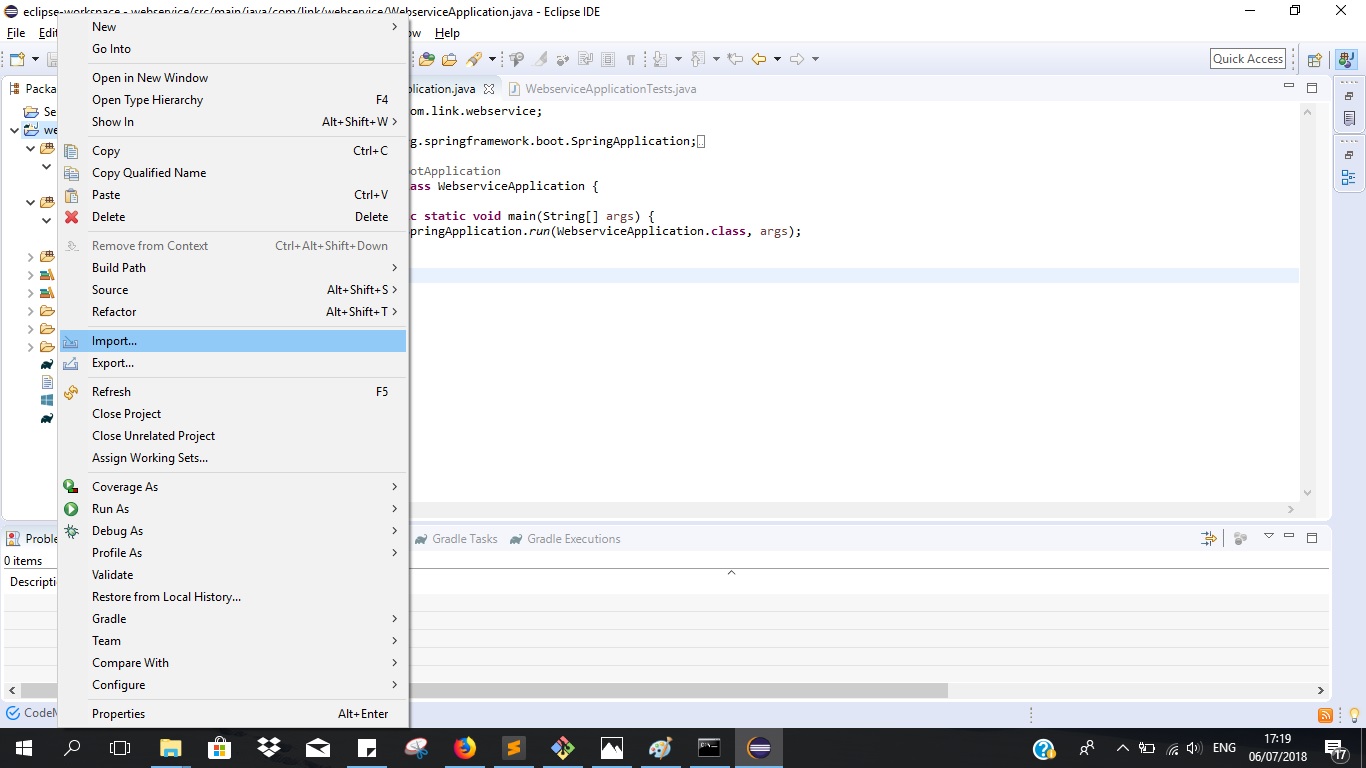 eclipse-workspace - webservice/src/main/java/com/link/webservice/WebserviceApplication.java - Eclipse IDE
File Edi ow Help
Quick Access
Packa
plication.java
WebserviceApplicationTests.java
Se
we
New
Go Into
Open in New Window
Open Type Hierarchy F4
Show In Alt+Shift+W
Copy Ctrl+C
Copy Qualified Name
Paste Ctrl+V
Delete Delete
Remove from Context Ctrl+Alt+Shift+Down
Build Path
Source Alt+Shift+S
Refactor Alt+Shift+T
Import...
Export...
Refresh F5
Close Project
Close Unrelated Project
Assign Working Sets...
Coverage As
Run As
Debug As
Profile As
Validate
Restore from Local History...
Gradle
Team
Compare With
Configure
Properties Alt+Enter
om.link.webservice;
g.springframework.boot.SpringApplication;
otApplication
ass WebserviceApplication {
c static void main(String[] args) {
pringApplication.run(WebserviceApplication.class, args);
Proble
Gradle Tasks
Gradle Executions
0 items
Descripti
CodeM
ENG
17:19
06/07/2018
17